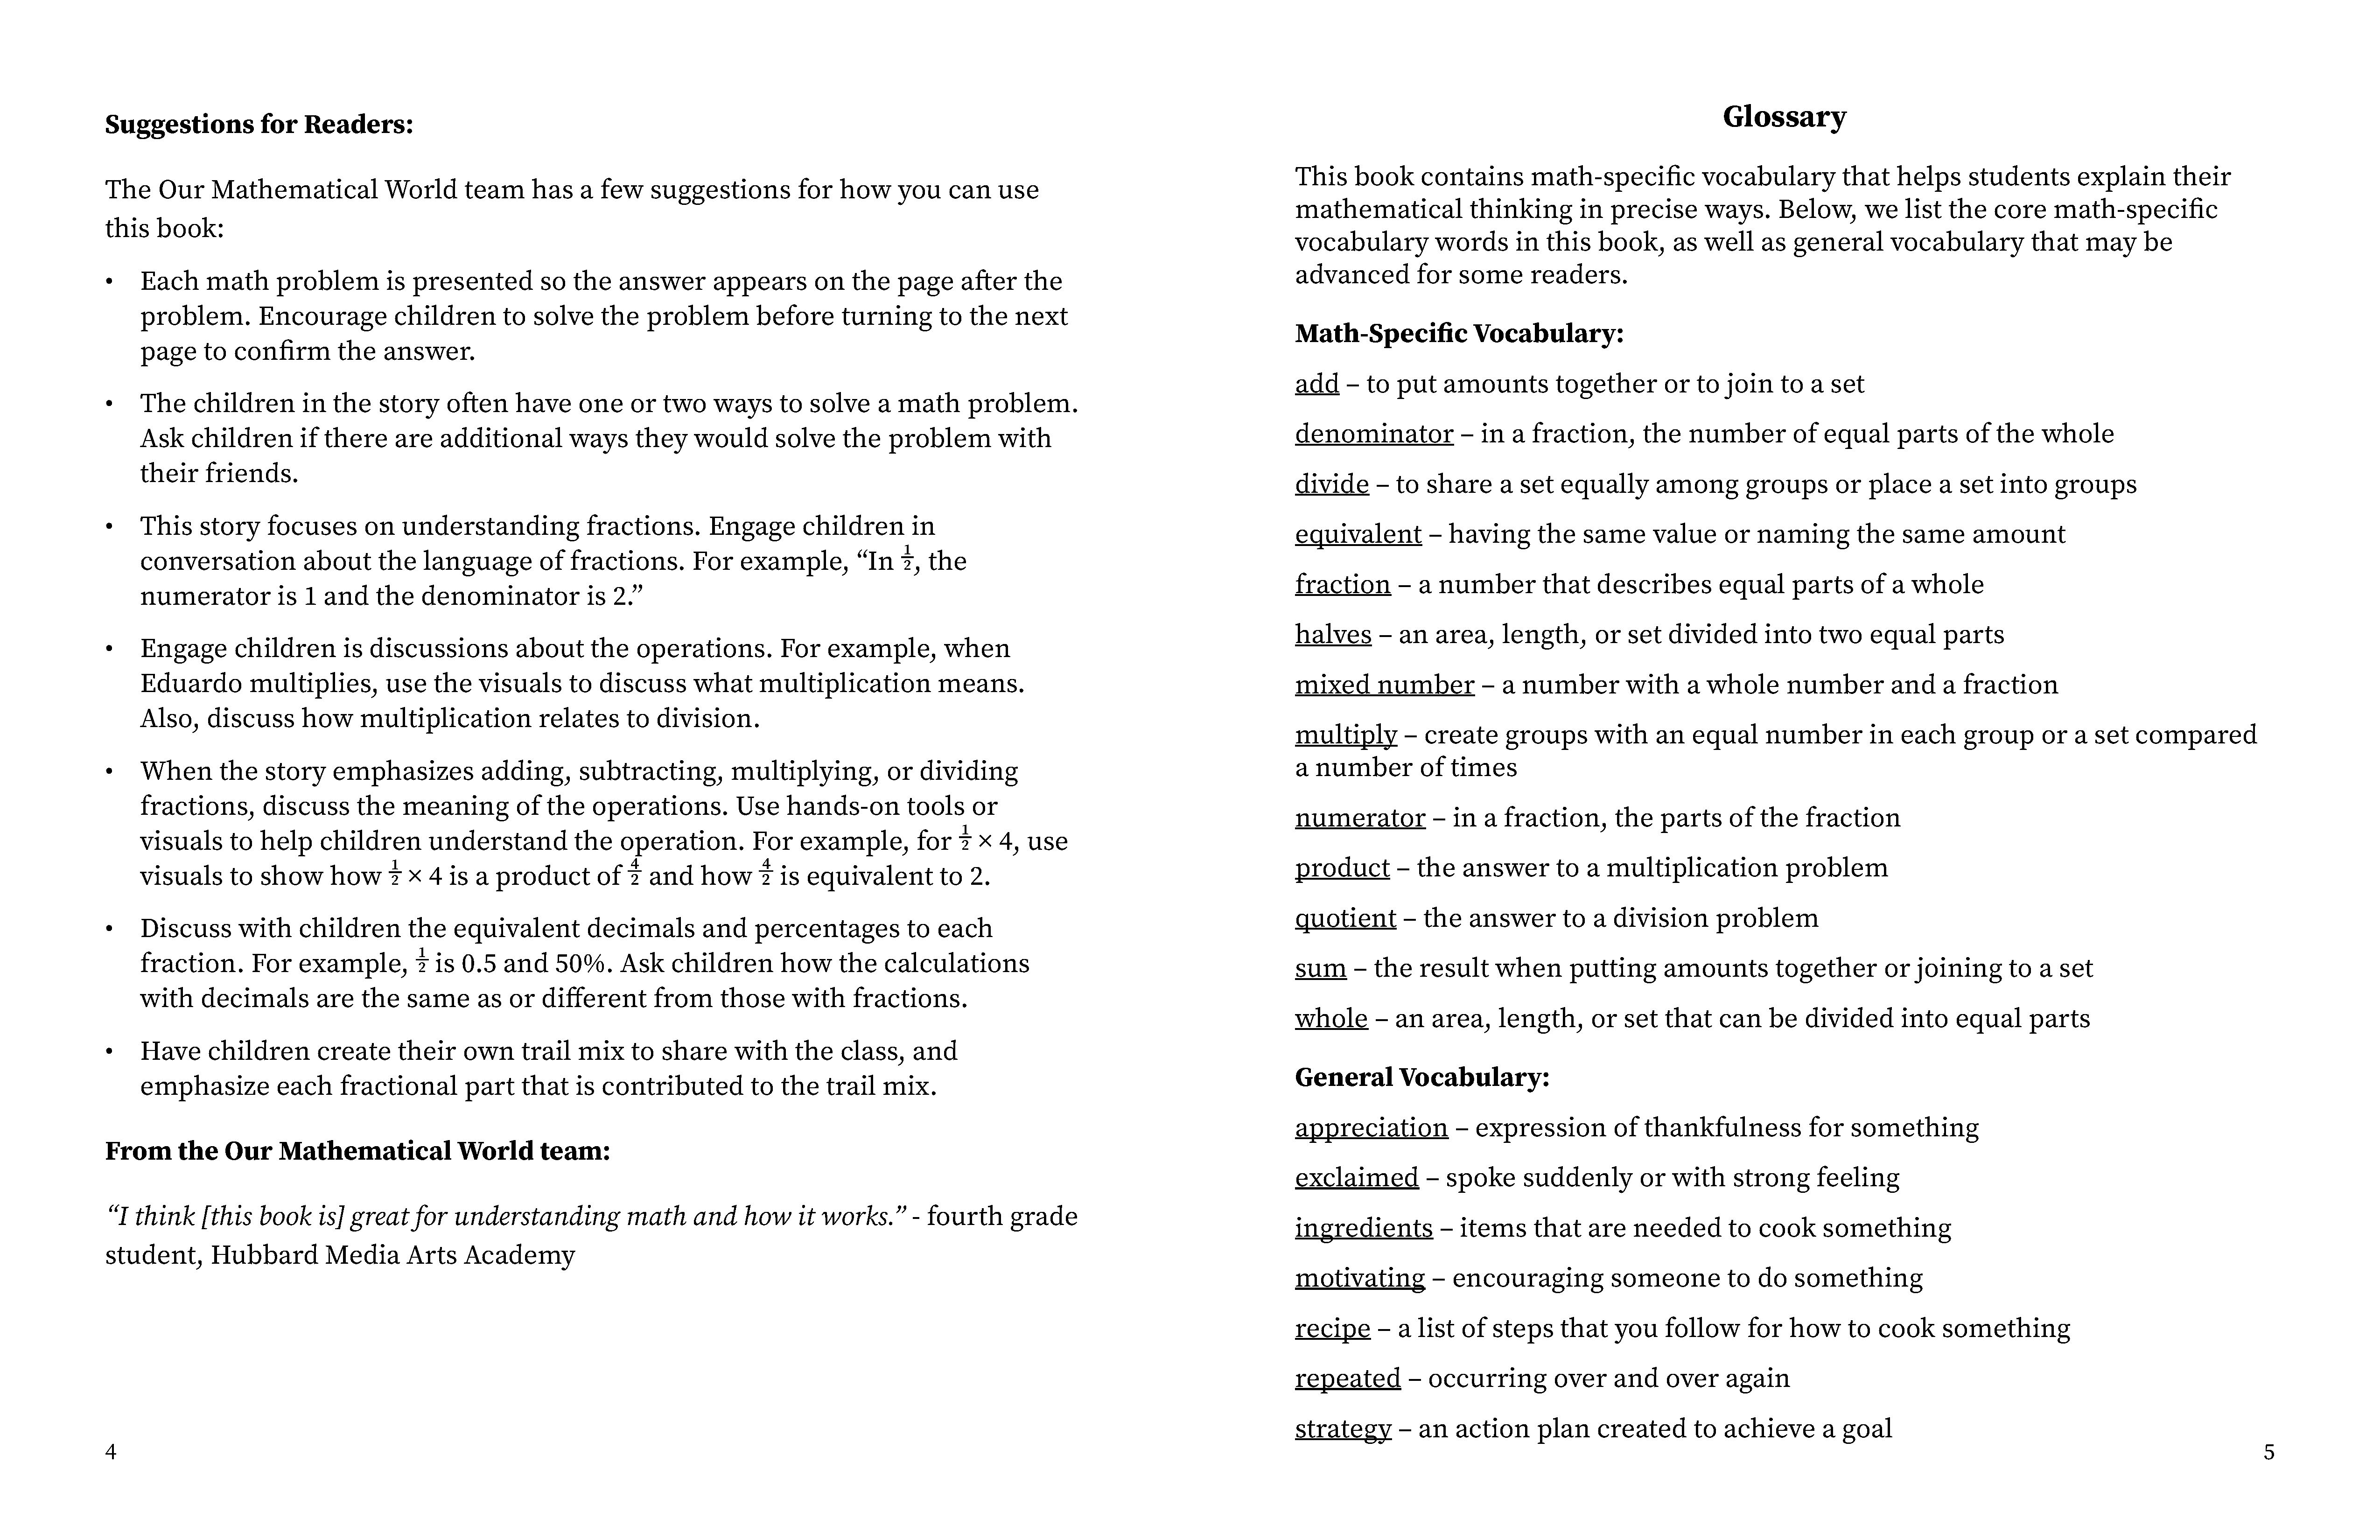 Suggestions for Readers:
The Our Mathematical World team has a few suggestions for how you can use
this book:
• Each math problem is presented so the answer appears on the page after the
problem. Encourage children to solve the problem before turning to the next
page to confirm the answer.
• The children in the story often have one or two ways to solve a math problem.
Ask children if there are additional ways they would solve the problem with
their friends.
• This story focuses on understanding fractions. Engage children in
conversation about the language of fractions. For example, “In ½, the
numerator is 1 and the denominator is 2.”
• Engage children is discussions about the operations. For example, when
Eduardo multiplies, use the visuals to discuss what multiplication means.
Also, discuss how multiplication relates to division.
• When the story emphasizes adding, subtracting, multiplying, or dividing
fractions, discuss the meaning of the operations. Use hands-on tools or
visuals to help children understand the operation. For example, for ½ × 4, use
visuals to show how ½ × 4 is a product of 4/2 and how 4/2 is equivalent to 2.
• Discuss with children the equivalent decimals and percentages to each
fraction. For example, ½ is 0.5 and 50%. Ask children how the calculations
with decimals are the same as or different from those with fractions.
• Have children create their own trail mix to share with the class, and
emphasize each fractional part that is contributed to the trail mix.
From the Our Mathematical World team:
“I think [this book is] great for understanding math and how it works.” - fourth grade
student, Hubbard Media Arts Academy
4
Glossary
This book contains math-specific vocabulary that helps students explain their
mathematical thinking in precise ways. Below, we list the core math-specific
vocabulary words in this book, as well as general vocabulary that may be
advanced for some readers.
Math-Specific Vocabulary:
add – to put amounts together or to join to a set
denominator – in a fraction, the number of equal parts of the whole
divide – to share a set equally among groups or place a set into groups
equivalent – having the same value or naming the same amount
fraction – a number that describes equal parts of a whole
halves – an area, length, or set divided into two equal parts
mixed number – a number with a whole number and a fraction
multiply – create groups with an equal number in each group or a set compared
a number of times
numerator – in a fraction, the parts of the fraction
product – the answer to a multiplication problem
quotient – the answer to a division problem
sum – the result when putting amounts together or joining to a set
whole – an area, length, or set that can be divided into equal parts
General Vocabulary:
appreciation – expression of thankfulness for something
exclaimed – spoke suddenly or with strong feeling
ingredients – items that are needed to cook something
motivating – encouraging someone to do something
recipe – a list of steps that you follow for how to cook something
repeated – occurring over and over again
strategy – an action plan created to achieve a goal
5